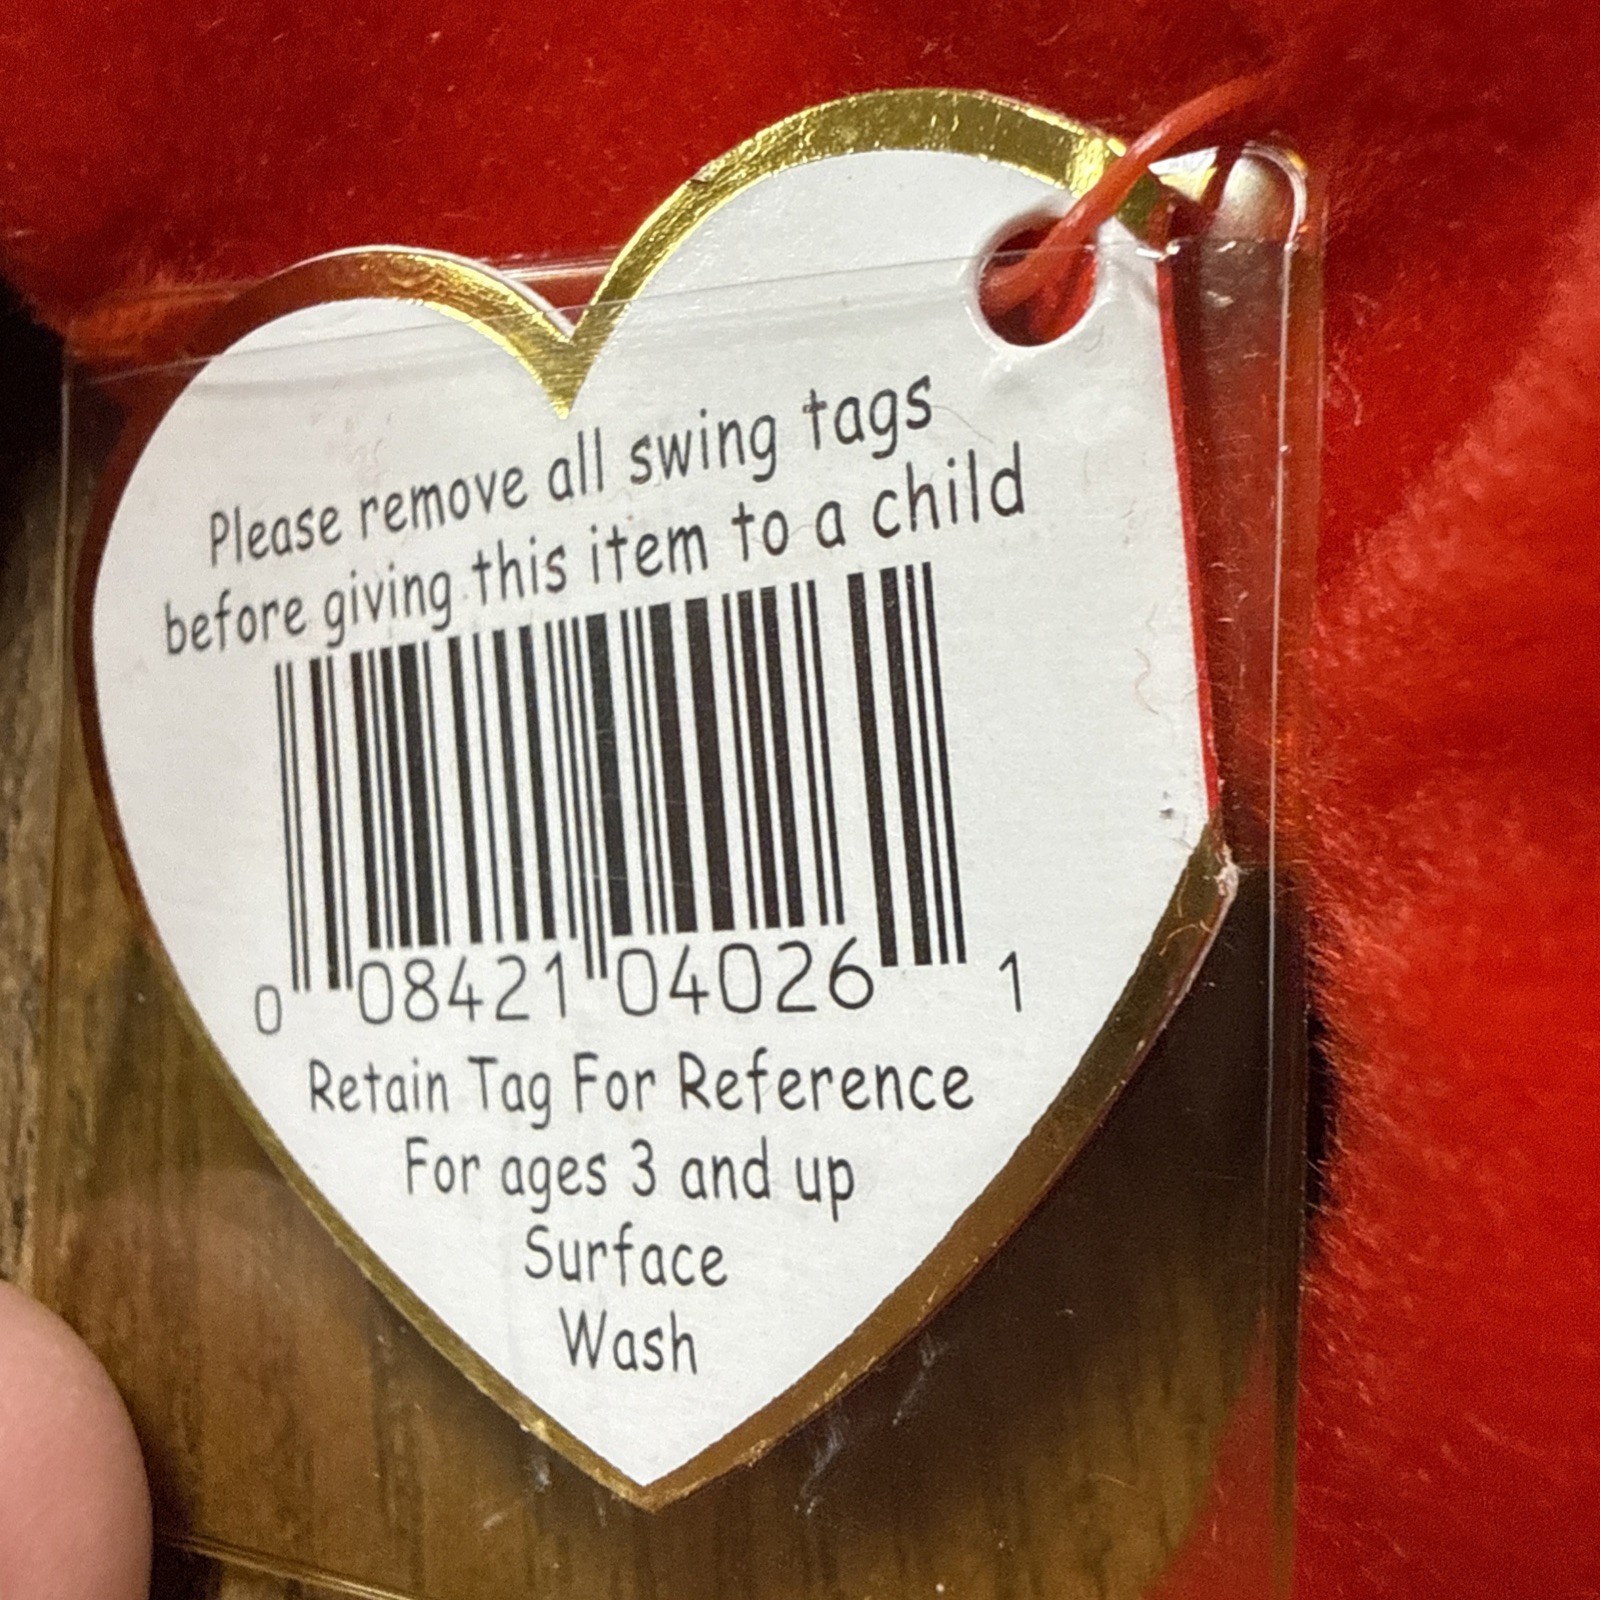 Please remove all swing tags
before giving this item to a child
0 08421 04026 1
Retain Tag For Reference
For ages 3 and up
Surface
Wash